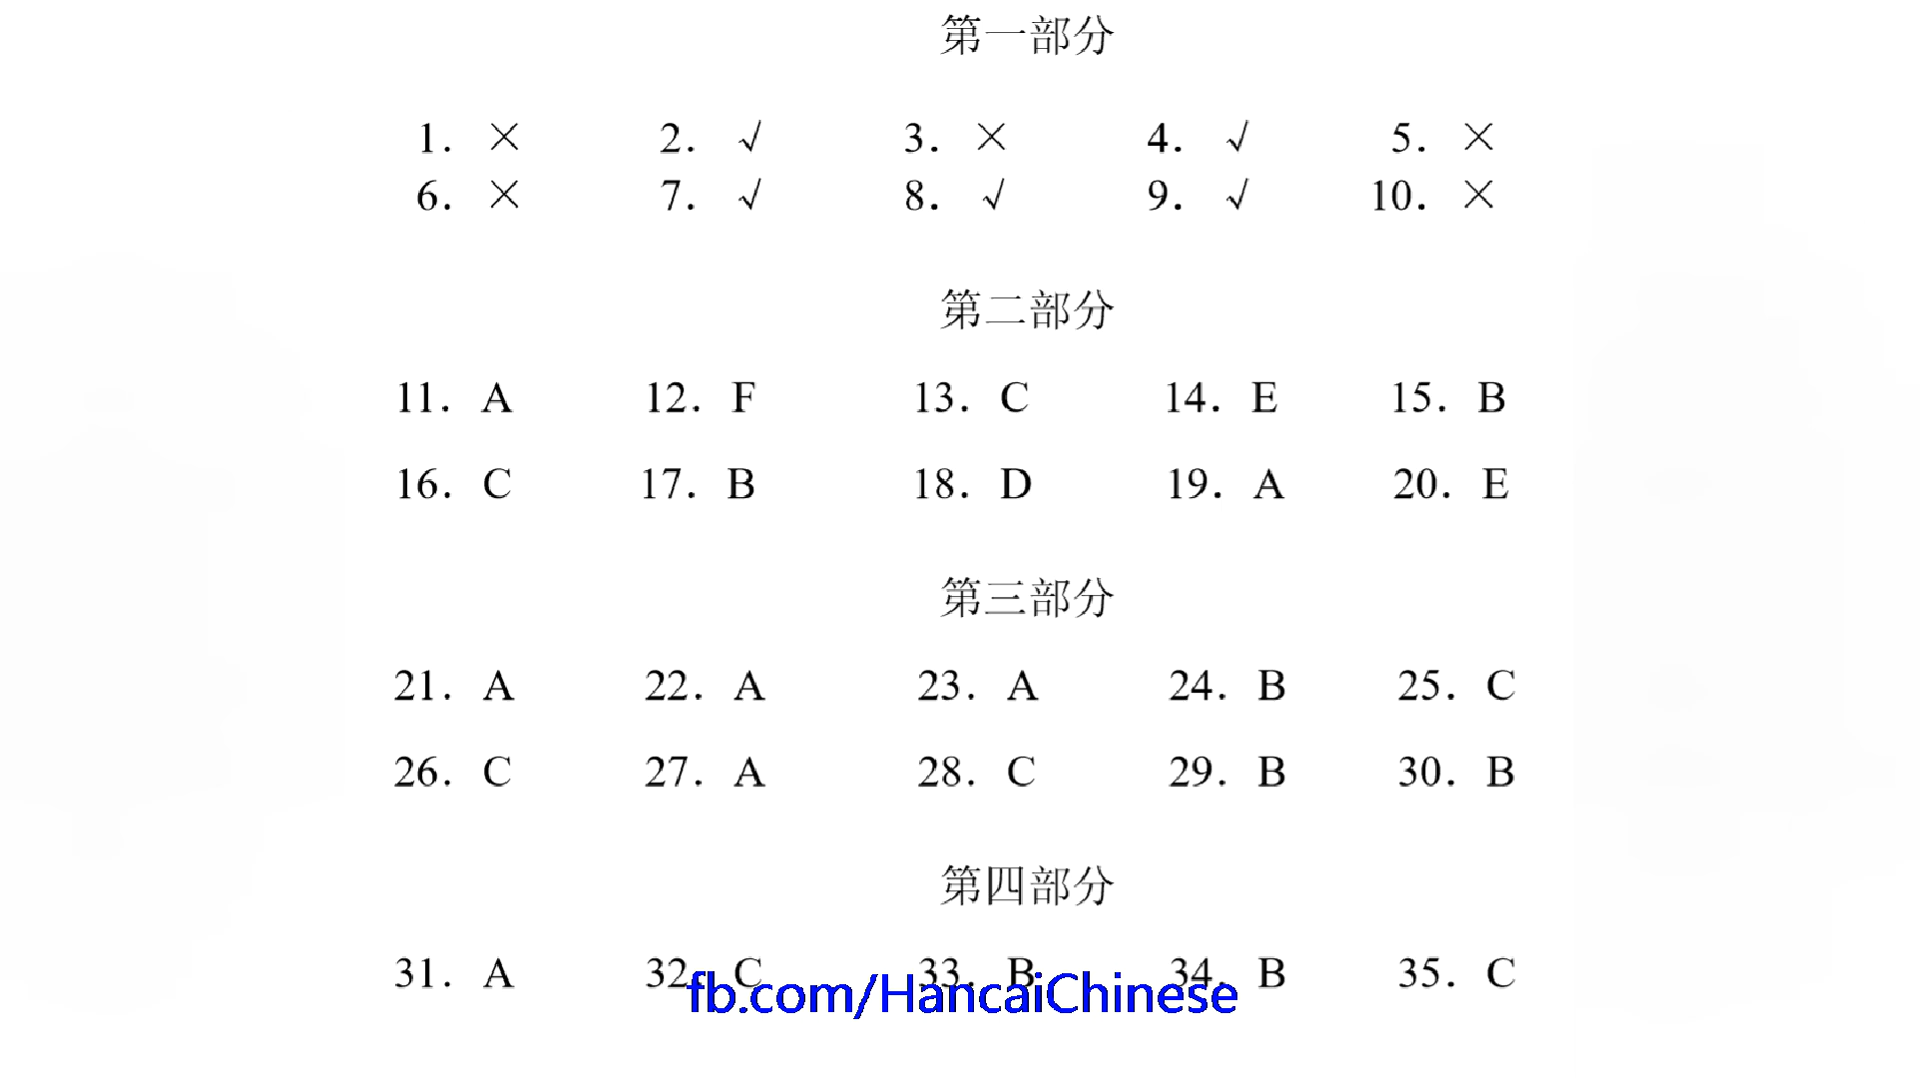 第一部分
1. × 2. √ 3. × 4. √ 5. ×
6. × 7. √ 8. √ 9. √ 10. ×
第二部分
11. A 12. F 13. C 14. E 15. B
16. C 17. B 18. D 19. A 20. E
第三部分
21. A 22. A 23. A 24. B 25. C
26. C 27. A 28. C 29. B 30. B
第四部分
31. A 32. C 33. B 34. B 35. C
fb.com/HancaiChinese